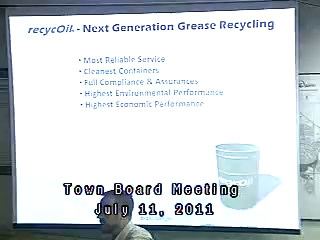 recycOil - Next Generation Grease Recycling
• Most Reliable Service
• Cleanest Containers
• Full Compliance & Assurances
• Highest Environmental Performance
• Highest Economic Performance
Town Board Meeting
July 11, 2011